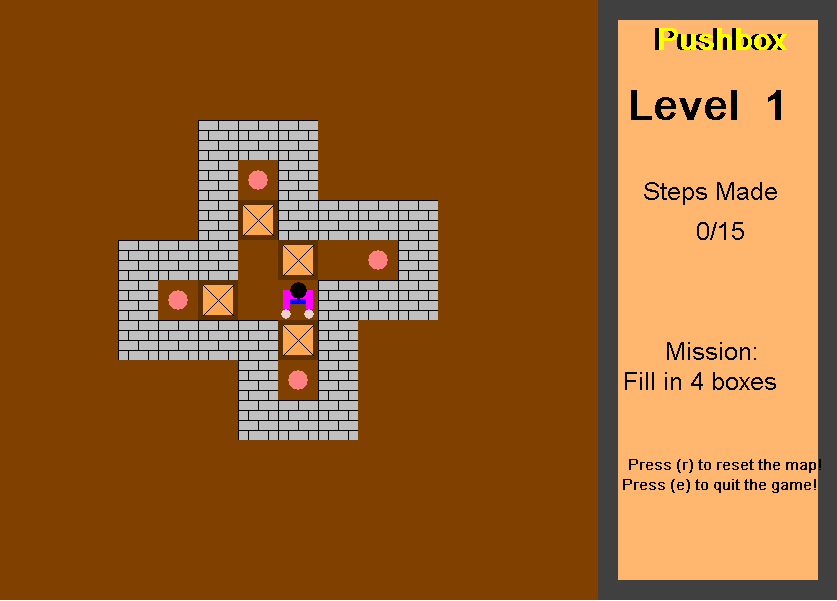 Pushbox
Level 1
Steps Made
0/15
Mission:
Fill in 4 boxes
Press (r) to reset the map!
Press (e) to quit the game!